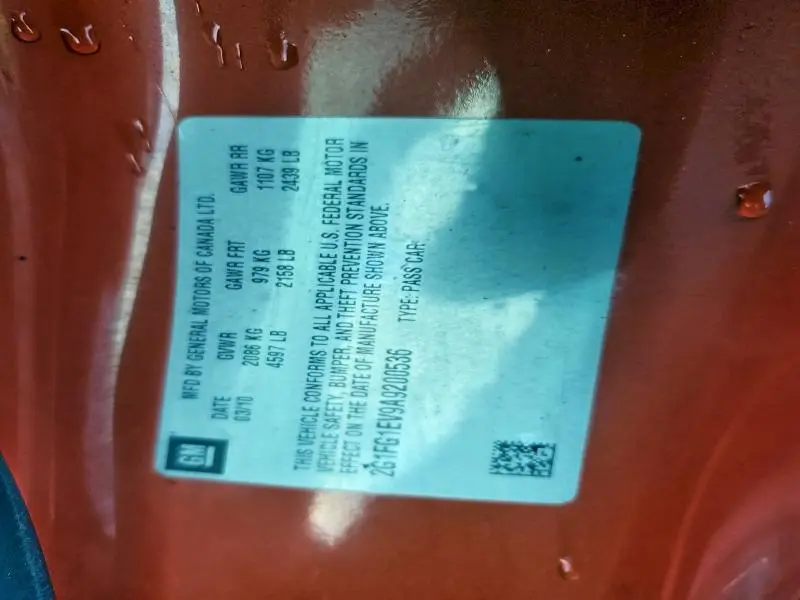 GM
MFD BY GENERAL MOTORS OF CANADA LTD.
DATE GVWR GAWR FRT GAWR RR
03/10 2086 KG 979 KG 1107 KG
4597 LB 2158 LB 2439 LB
THIS VEHICLE CONFORMS TO ALL APPLICABLE U.S. FEDERAL MOTOR
VEHICLE SAFETY, BUMPER, AND THEFT PREVENTION STANDARDS IN
EFFECT ON THE DATE OF MANUFACTURE SHOWN ABOVE.
2G1FG1EV9A9200536 TYPE: PASS CAR